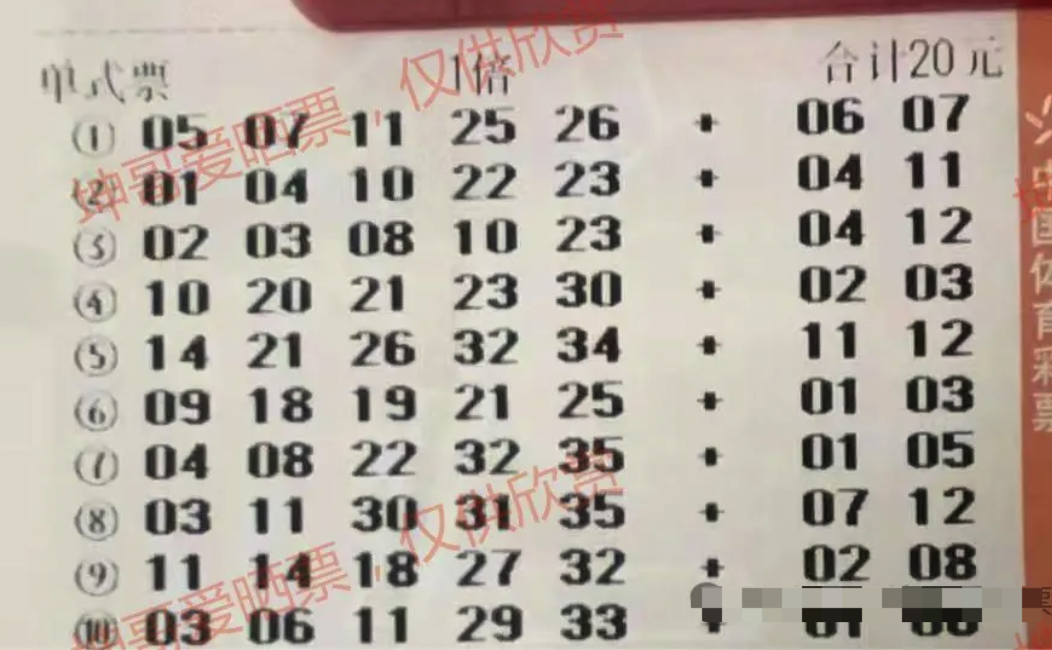 单式票 1倍 合计20元
① 05 07 11 25 26 + 06 07
② 01 04 10 22 23 + 04 11
③ 02 03 08 10 23 + 04 12
④ 10 20 21 23 30 + 02 03
⑤ 14 21 26 32 34 + 11 12
⑥ 09 18 19 21 25 + 01 03
⑦ 04 08 22 32 35 + 01 05
⑧ 03 11 30 31 35 + 07 12
⑨ 11 14 18 27 32 + 02 08
⑩ 03 06 11 29 33 + 01
中国体育彩票
坤哥爱晒票,仅供欣赏
坤哥爱晒票,仅供欣赏